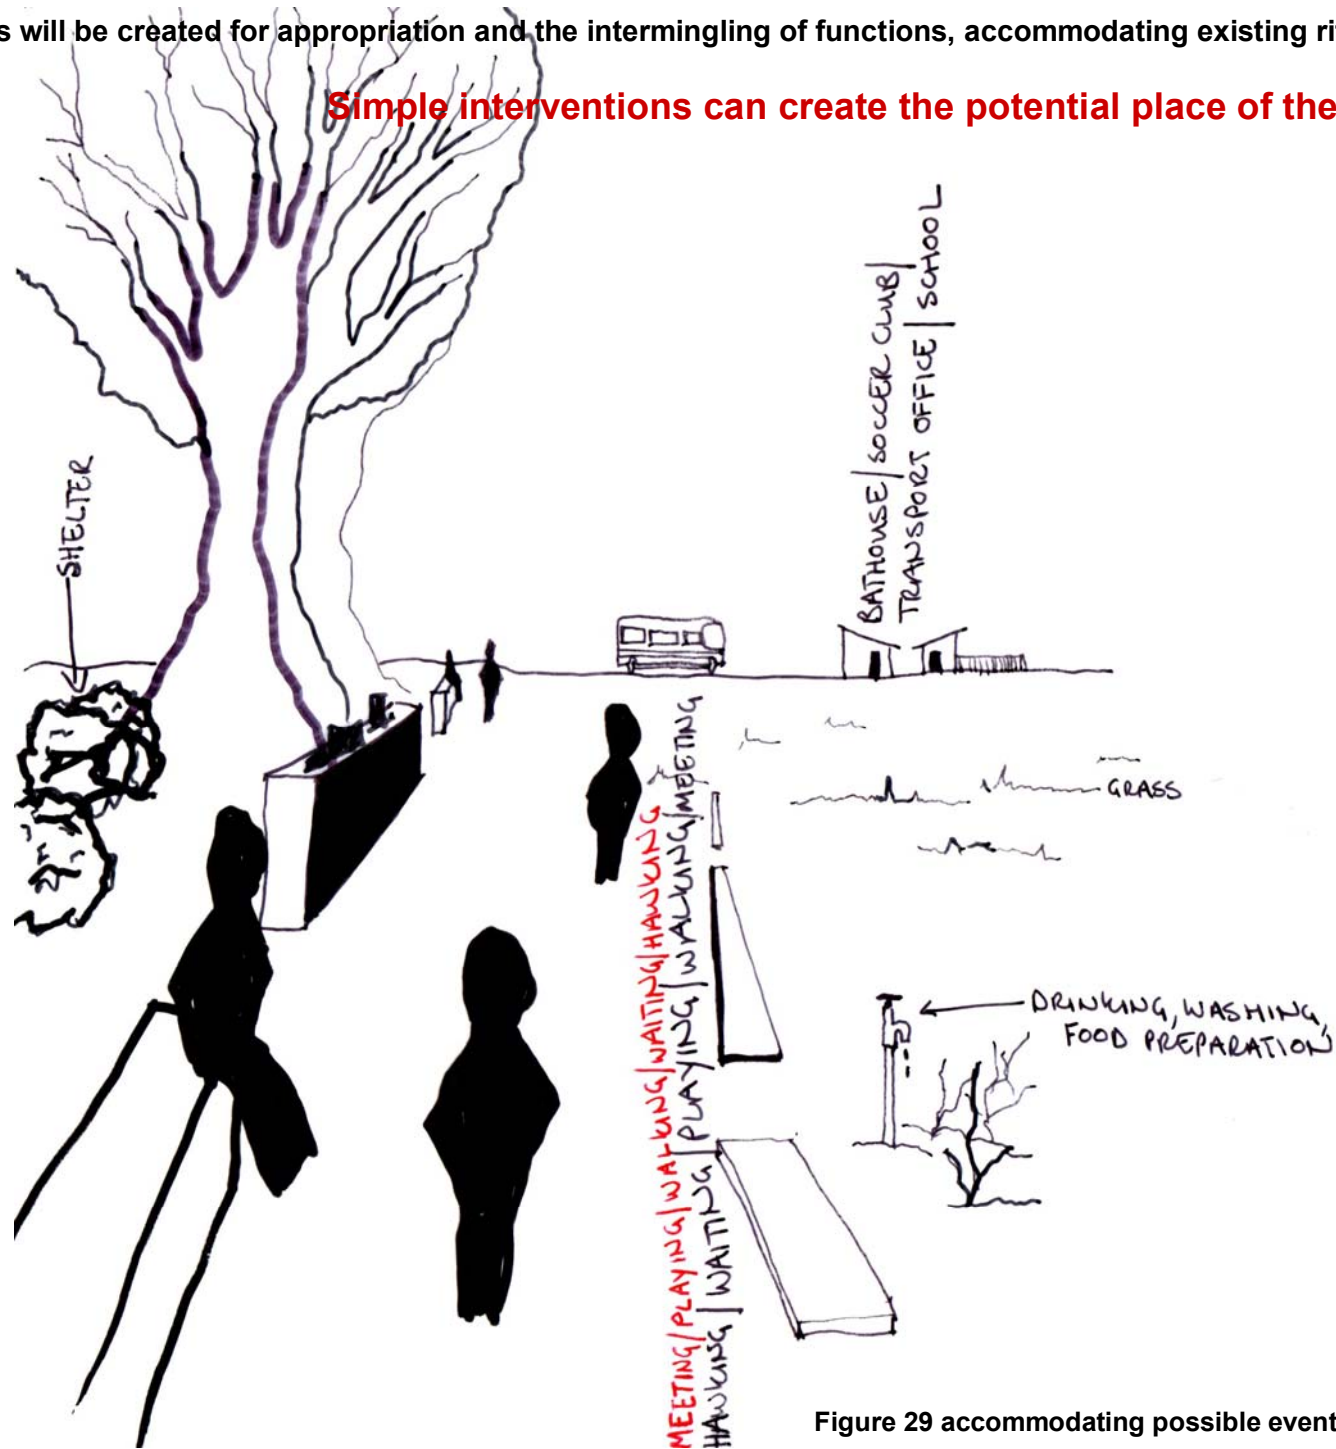 s will be created for appropriation and the intermingling of functions, accommodating existing ri
Simple interventions can create the potential place of the
BATHOUSE/SOCCER CLUB/
TRANSPORT OFFICE/SCHOOL
SHELTER
GRASS
DRINKING, WASHING,
FOOD PREPARATION
MEETING/PLAYING/WALKING/WAITING/HAWKING
HAWKING/WAITING/PLAYING/WALKING/MEETING
Figure 29 accommodating possible event